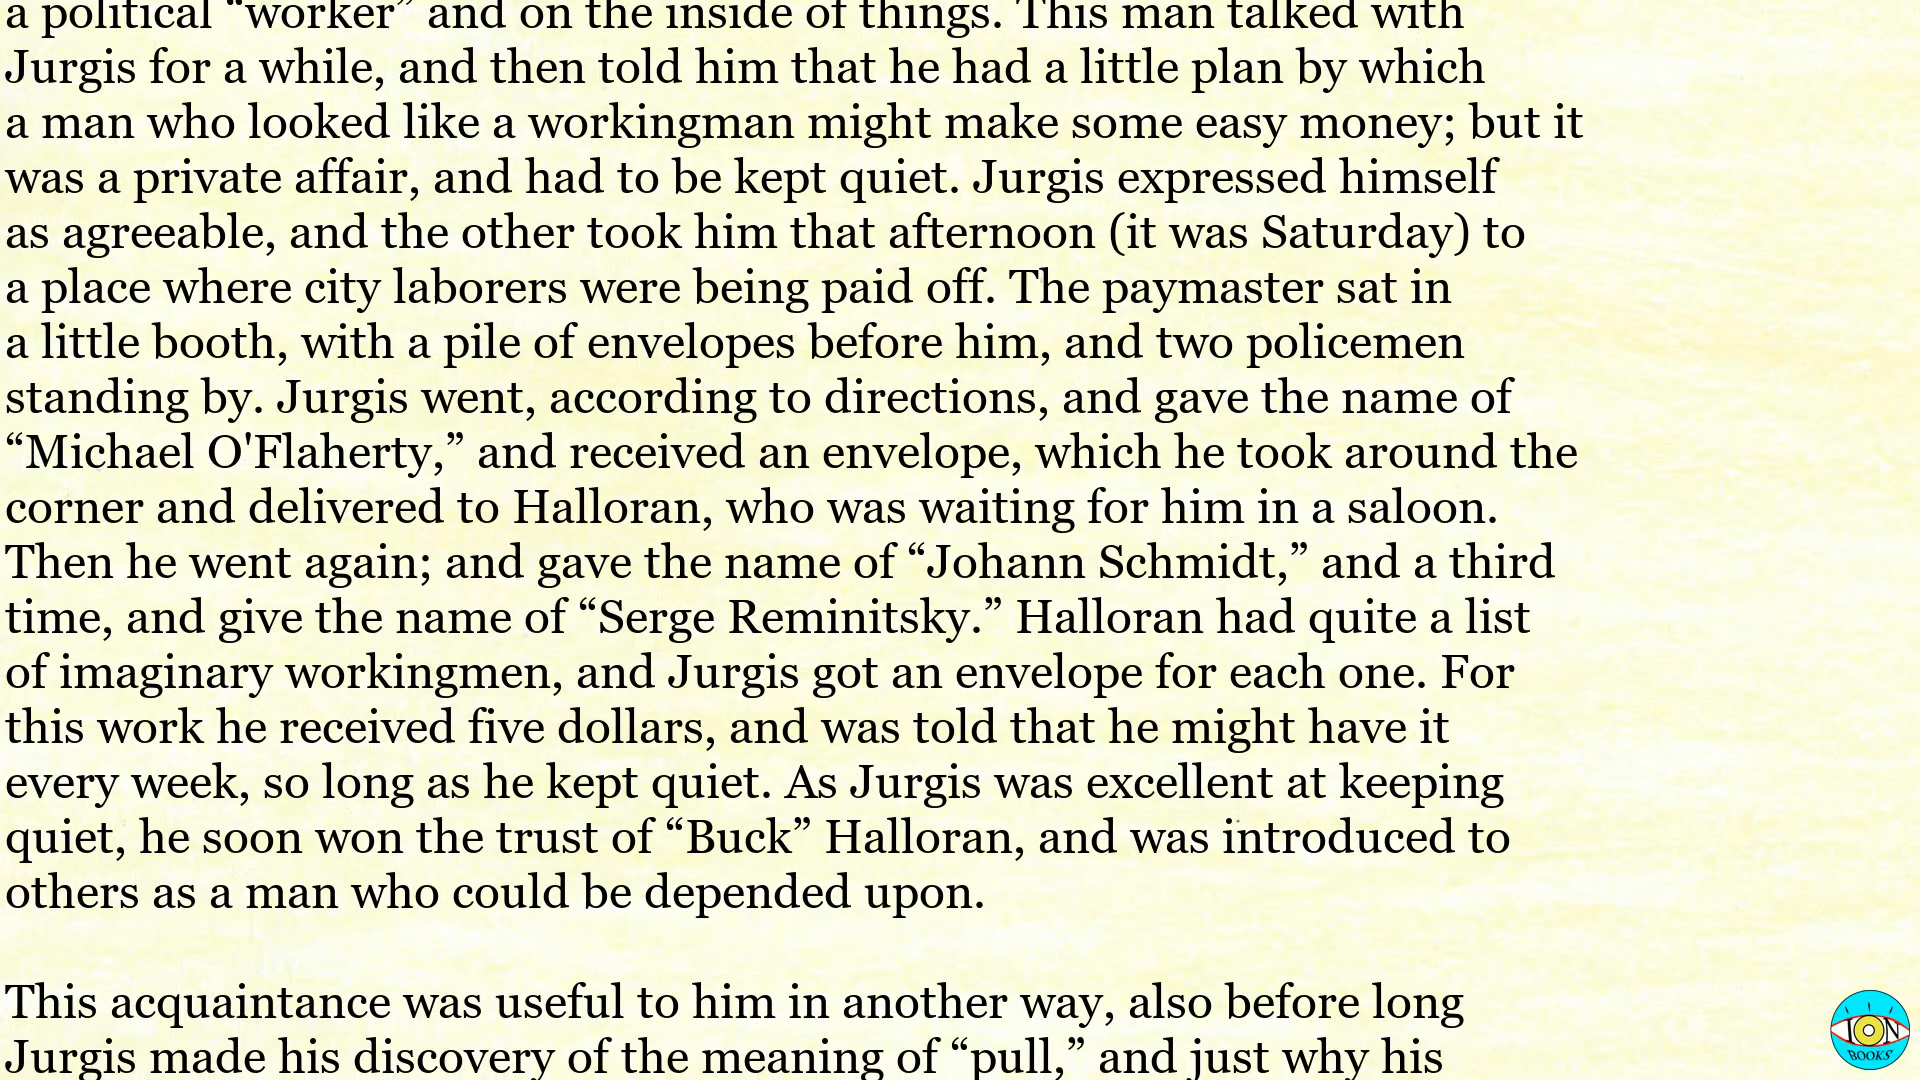 a political “worker” and on the inside of things. This man talked with
Jurgis for a while, and then told him that he had a little plan by which
a man who looked like a workingman might make some easy money; but it
was a private affair, and had to be kept quiet. Jurgis expressed himself
as agreeable, and the other took him that afternoon (it was Saturday) to
a place where city laborers were being paid off. The paymaster sat in
a little booth, with a pile of envelopes before him, and two policemen
standing by. Jurgis went, according to directions, and gave the name of
“Michael O'Flaherty,” and received an envelope, which he took around the
corner and delivered to Halloran, who was waiting for him in a saloon.
Then he went again; and gave the name of “Johann Schmidt,” and a third
time, and give the name of “Serge Reminitsky.” Halloran had quite a list
of imaginary workingmen, and Jurgis got an envelope for each one. For
this work he received five dollars, and was told that he might have it
every week, so long as he kept quiet. As Jurgis was excellent at keeping
quiet, he soon won the trust of “Buck” Halloran, and was introduced to
others as a man who could be depended upon.
This acquaintance was useful to him in another way, also before long
Jurgis made his discovery of the meaning of “pull,” and just why his
ION
BOOKS